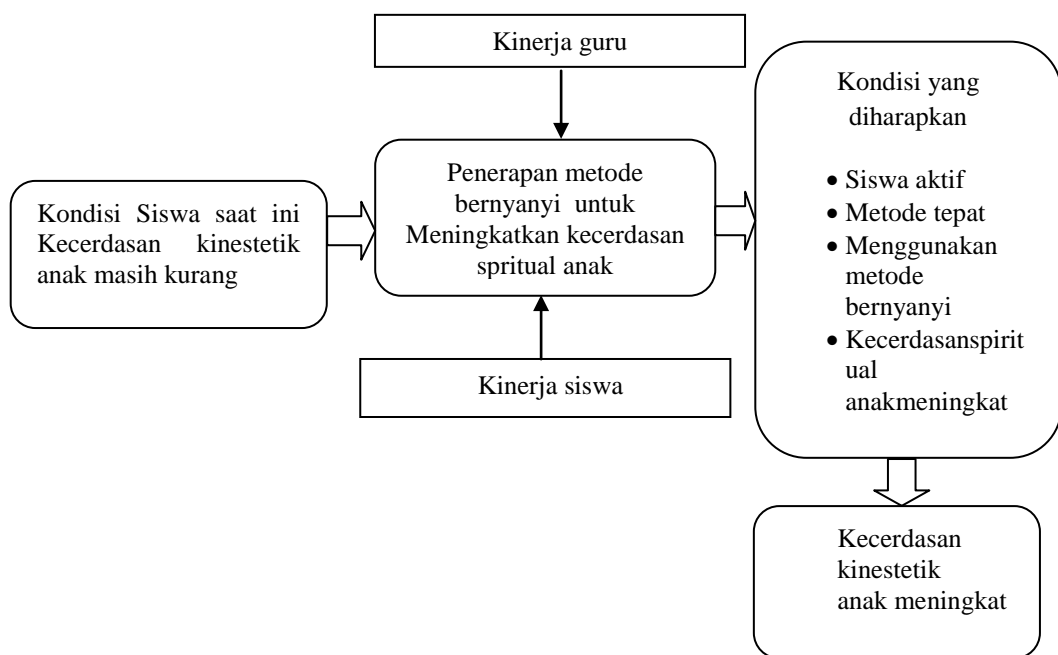 Kinerja guru
Kondisi Siswa saat ini
Kecerdasan kinestetik
anak masih kurang
Penerapan metode
bernyanyi untuk
Meningkatkan kecerdasan
spritual anak
Kinerja siswa
Kondisi yang
diharapkan
• Siswa aktif
• Metode tepat
• Menggunakan
metode
bernyanyi
• Kecerdasanspirit
ual
anakmeningkat
Kecerdasan
kinestetik
anak meningkat